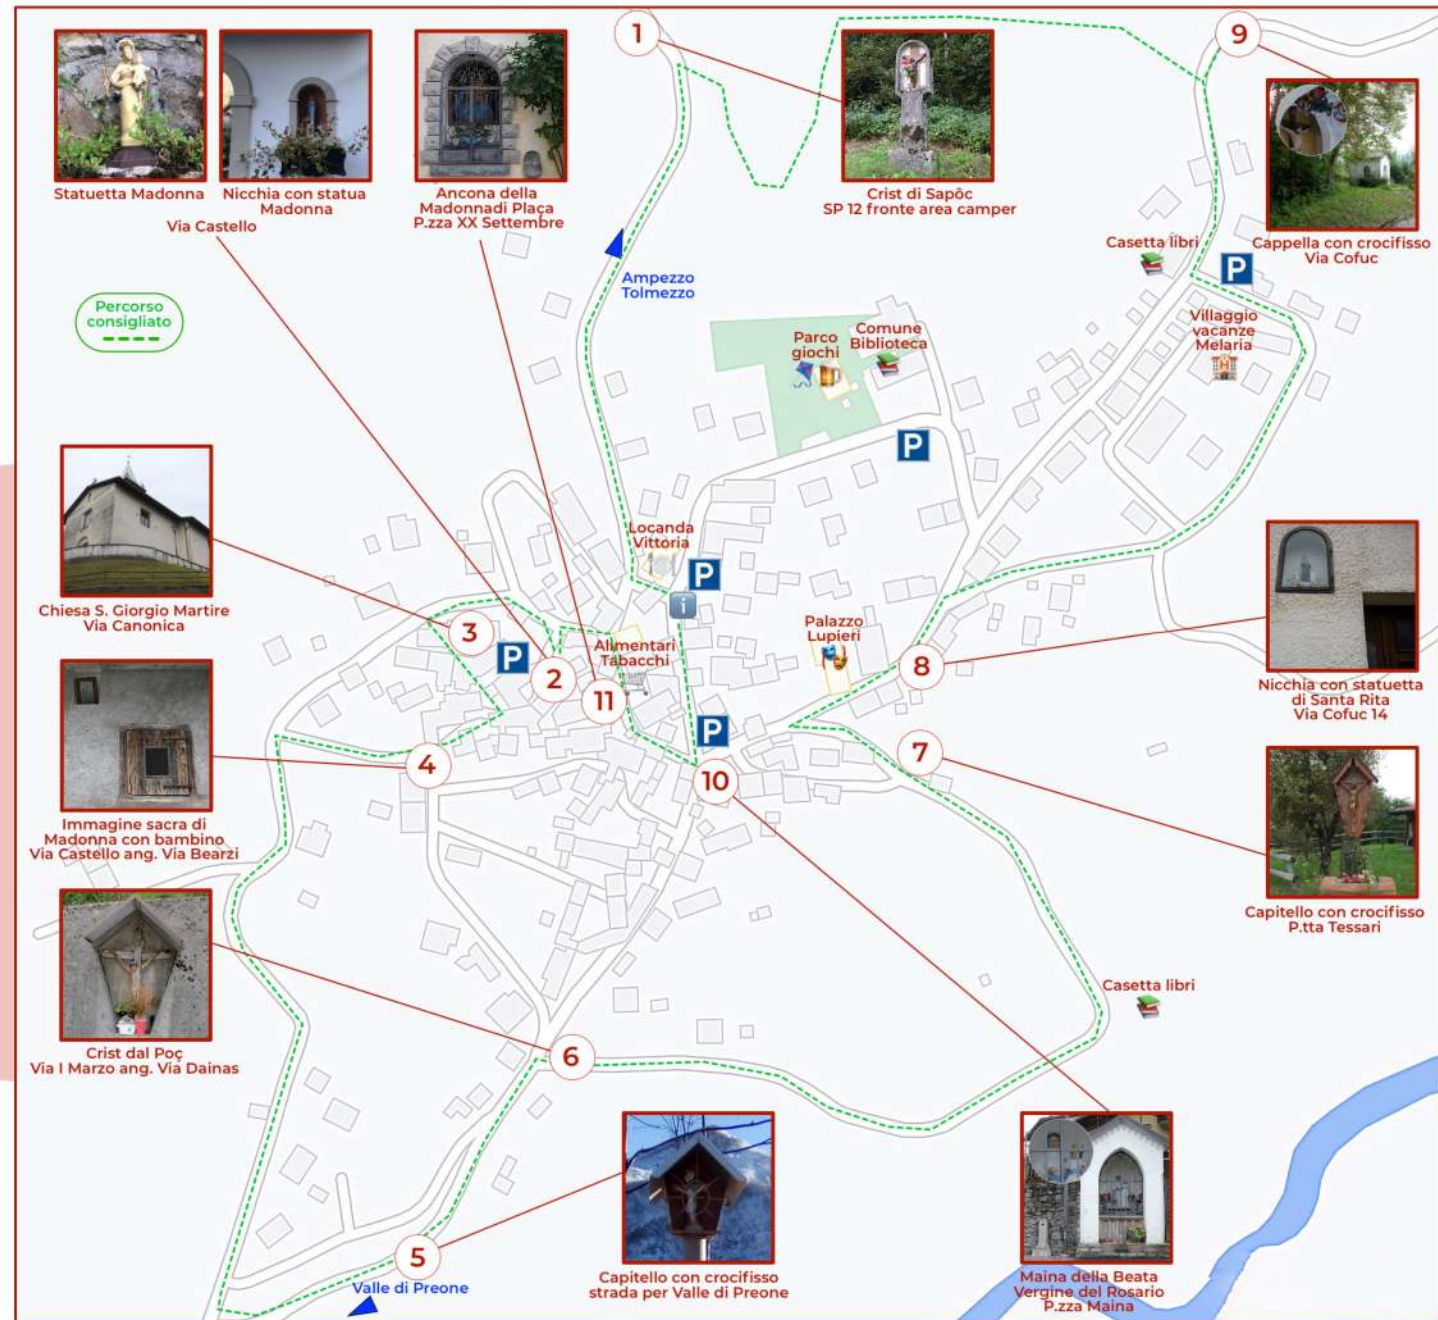 1
9
Statuetta Madonna
Nicchia con statua
Madonna
Via Castello
Ancona della
Madonnadi Plaça
P.zza XX Settembre
Crist di Sapôc
SP 12 fronte area camper
Casetta libri
Cappella con crocifisso
Via Cofuc
P
Ampezzo
Tolmezzo
Percorso
consigliato
Parco
giochi
Comune
Biblioteca
Villaggio
vacanze
Melaria
H
P
Locanda
Vittoria
P
i
Chiesa S. Giorgio Martire
Via Canonica
3
P
2
11
Alimentari
Tabacchi
Palazzo
Lupieri
8
Nicchia con statuetta
di Santa Rita
Via Cofuc 14
P
4
10
7
Immagine sacra di
Madonna con bambino
Via Castello ang. Via Bearzi
Capitello con crocifisso
P.tta Tessari
Casetta libri
Crist dal Poç
Via I Marzo ang. Via Dainas
6
5
Valle di Preone
Capitello con crocifisso
strada per Valle di Preone
Maina della Beata
Vergine del Rosario
P.zza Maina